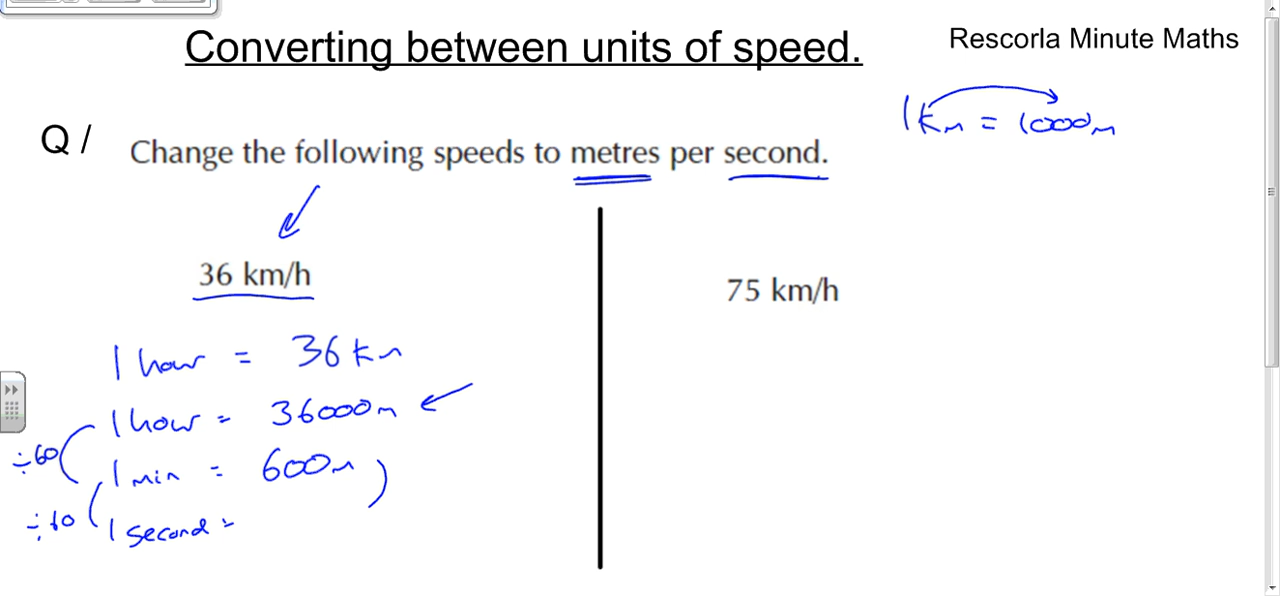 Converting between units of speed.
Rescorla Minute Maths
1km = 1000m
Q / Change the following speeds to metres per second.
36 km/h
75 km/h
1 hour = 36km
1 hour = 36000m
÷60
1 min = 600m
÷60
1 second =